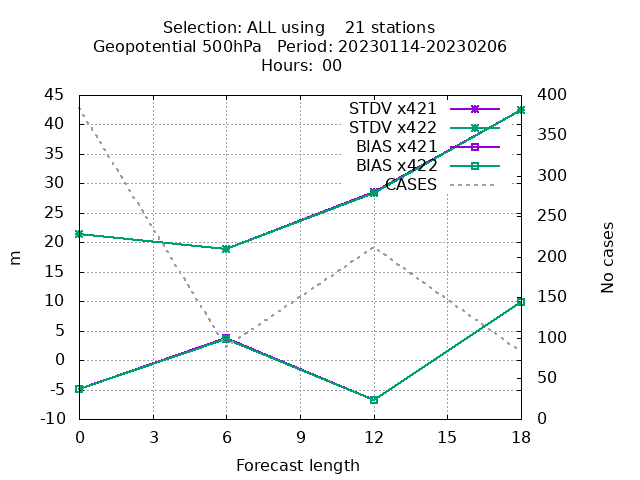 Selection: ALL using    21 stations
Geopotential 500hPa   Period: 20230114-20230206
Hours: 00
45
40
35
30
25
20
15
10
5
0
-5
-10
m
STDV x421
STDV x422
BIAS x421
BIAS x422
CASES
400
350
300
250
200
150
100
50
0
No cases
0 3 6 9 12 15 18
Forecast length